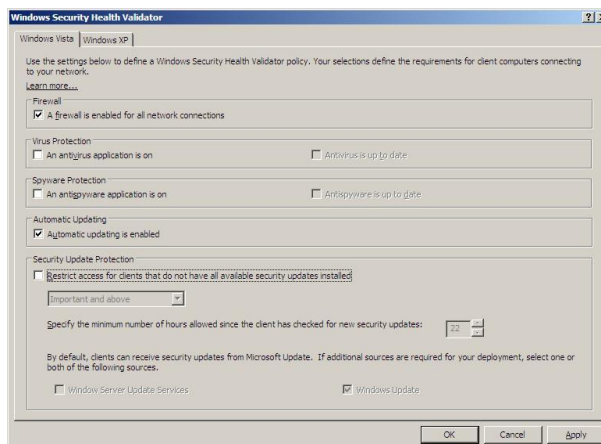 Windows Security Health Validator
Windows Vista Windows XP
Use the settings below to define a Windows Security Health Validator policy. Your selections define the requirements for client computers connecting
to your network.
Learn more...
Firewall
A firewall is enabled for all network connections
Virus Protection
An antivirus application is on Antivirus is up to date
Spyware Protection
An antispyware application is on Antispyware is up to date
Automatic Updating
Automatic updating is enabled
Security Update Protection
Restrict access for clients that do not have all available security updates installed
Important and above
Specify the minimum number of hours allowed since the client has checked for new security updates: 22
By default, clients can receive security updates from Microsoft Update. If additional sources are required for your deployment, select one or
both of the following sources.
Window Server Update Services Windows Update
OK Cancel Apply